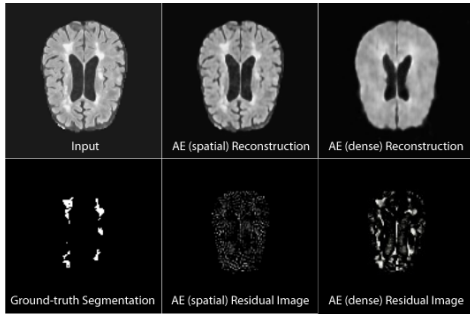 Input
AE (spatial) Reconstruction
AE (dense) Reconstruction
Ground-truth Segmentation
AE (spatial) Residual Image
AE (dense) Residual Image